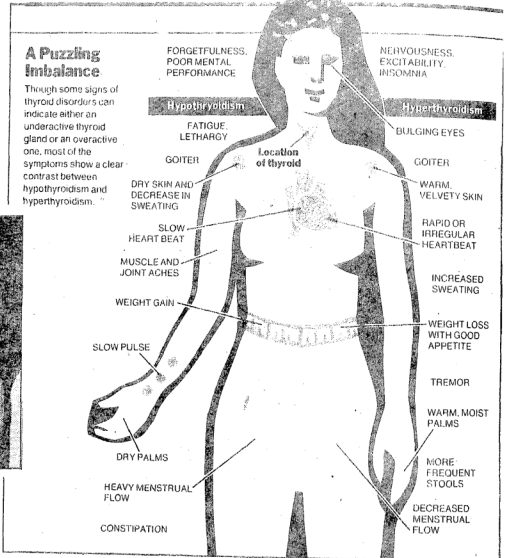 A Puzzling
Imbalance
Though some signs of
thyroid disorders can
indicate either an
underactive thyroid
gland or an overactive
one, most of the
symptoms show a clear
contrast between
hypothyroidism and
hyperthyroidism.
FORGETFULNESS,
POOR MENTAL
PERFORMANCE
Hypothryoidism
FATIGUE,
LETHARGY
GOITER
DRY SKIN AND
DECREASE IN
SWEATING
SLOW
HEART BEAT
MUSCLE AND
JOINT ACHES
WEIGHT GAIN
SLOW PULSE
DRY PALMS
HEAVY MENSTRUAL
FLOW
CONSTIPATION
Location
of thyroid
NERVOUSNESS,
EXCITABILITY,
INSOMNIA
Hyperthyroidism
BULGING EYES
GOITER
WARM,
VELVETY SKIN
RAPID OR
IRREGULAR
HEARTBEAT
INCREASED
SWEATING
WEIGHT LOSS
WITH GOOD
APPETITE
TREMOR
WARM, MOIST
PALMS
MORE
FREQUENT
STOOLS
DECREASED
MENSTRUAL
FLOW